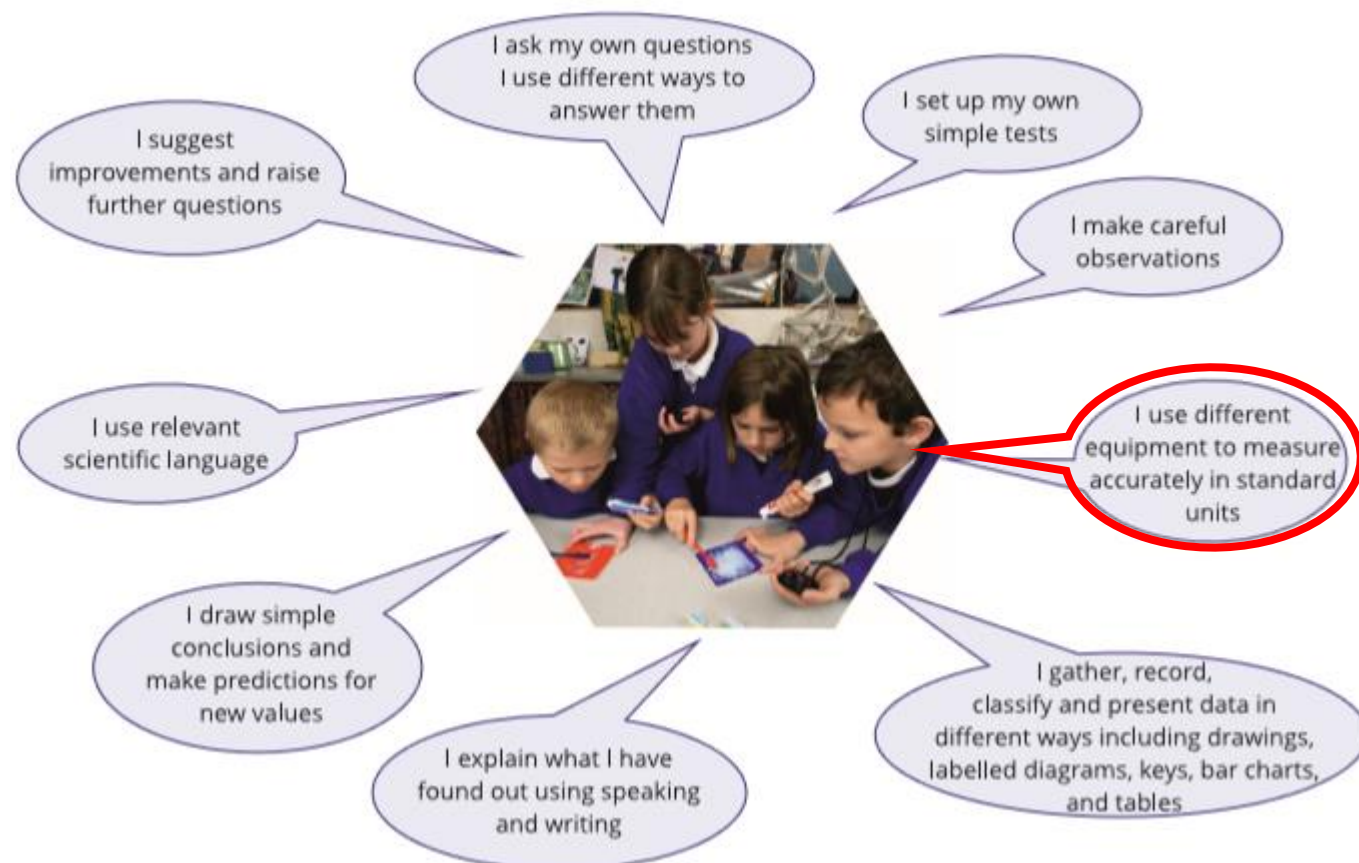 I ask my own questions
I use different ways to
answer them
I set up my own
simple tests
I make careful
observations
I use different
equipment to measure
accurately in standard
units
I gather, record,
classify and present data in
different ways including drawings,
labelled diagrams, keys, bar charts,
and tables
I explain what I have
found out using speaking
and writing
I draw simple
conclusions and
make predictions for
new values
I use relevant
scientific language
I suggest
improvements and raise
further questions